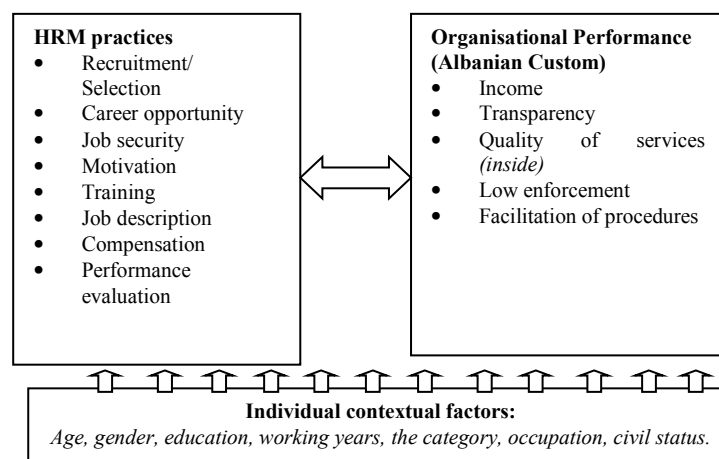 HRM practices
• Recruitment/
Selection
• Career opportunity
• Job security
• Motivation
• Training
• Job description
• Compensation
• Performance
evaluation
Organisational Performance
(Albanian Custom)
• Income
• Transparency
• Quality of services
(inside)
• Low enforcement
• Facilitation of procedures
Individual contextual factors:
Age, gender, education, working years, the category, occupation, civil status.